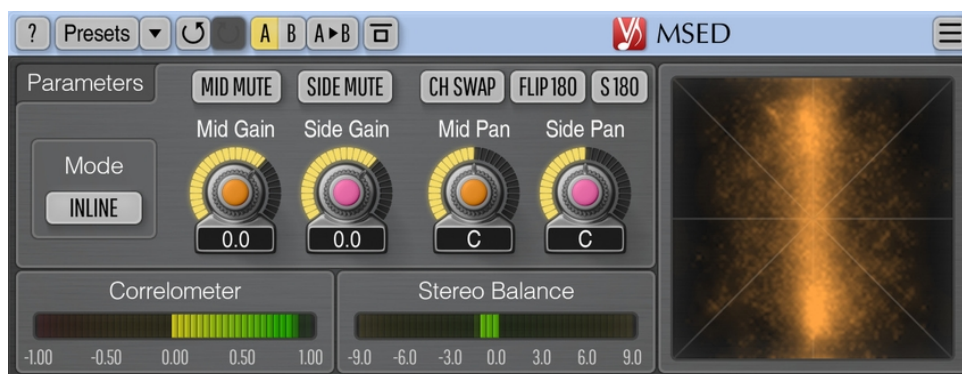 ? Presets A B A▶B MSED
Parameters MID MUTE SIDE MUTE CH SWAP FLIP 180 S 180
Mid Gain Side Gain Mid Pan Side Pan
Mode
INLINE
0.0 0.0 C C
Correlometer Stereo Balance
-1.00 -0.50 0.00 0.50 1.00 -9.0 -6.0 -3.0 0.0 3.0 6.0 9.0